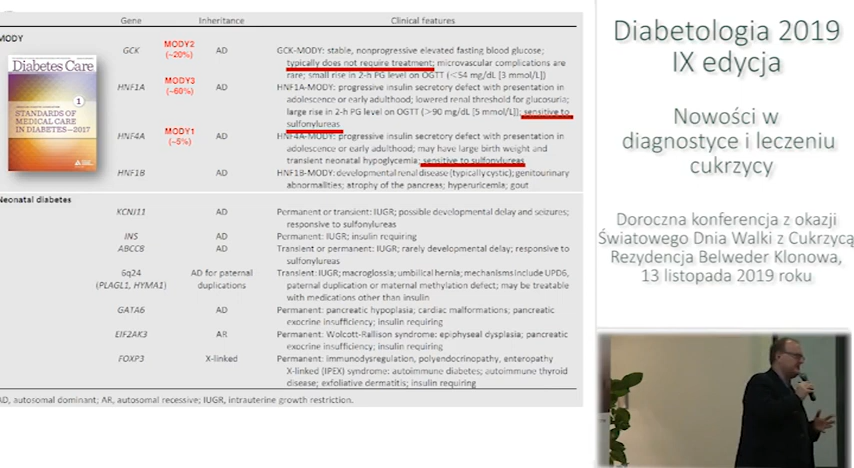 Gene Inheritance Clinical features
MODY
GCK MODY2 (~20%) AD GCK-MODY: stable, nonprogressive elevated fasting blood glucose;
typically does not require treatment; microvascular complications are
rare; small rise in 2-h PG level on OGTT (<54 mg/dL [3 mmol/L])
HNF1A MODY3 (~60%) AD HNF1A-MODY: progressive insulin secretory defect with presentation in
adolescence or early adulthood; lowered renal threshold for glucosuria;
large rise in 2-h PG level on OGTT (>90 mg/dL [5 mmol/L]); sensitive to
sulfonylureas
HNF4A MODY1 (~5%) AD HNF4A-MODY: progressive insulin secretory defect with presentation in
adolescence or early adulthood; may have large birth weight and
transient neonatal hypoglycemia; sensitive to sulfonylureas
HNF1B AD HNF1B-MODY: developmental renal disease (typically cystic); genitourinary
abnormalities; atrophy of the pancreas; hyperuricemia; gout
Diabetes Care
1
STANDARDS OF
MEDICAL CARE
IN DIABETES—2017
Neonatal diabetes
KCNJ11 AD Permanent or transient: IUGR; possible developmental delay and seizures;
responsive to sulfonylureas
INS AD Permanent: IUGR; insulin requiring
ABCC8 AD Transient or permanent: IUGR; rarely developmental delay; responsive to
sulfonylureas
6q24 AD for paternal Transient: IUGR; macroglossia; umbilical hernia; mechanisms include UPD6,
(PLAGL1, HYMA1) duplications paternal duplication or maternal methylation defect; may be treatable
with medications other than insulin
GATA6 AD Permanent: pancreatic hypoplasia; cardiac malformations; pancreatic
exocrine insufficiency; insulin requiring
EIF2AK3 AR Permanent: Wolcott-Rallison syndrome: epiphyseal dysplasia; pancreatic
exocrine insufficiency; insulin requiring
FOXP3 X-linked Permanent: immunodysregulation, polyendocrinopathy, enteropathy
X-linked (IPEX) syndrome: autoimmune diabetes; autoimmune thyroid
disease; exfoliative dermatitis; insulin requiring
AD, autosomal dominant; AR, autosomal recessive; IUGR, intrauterine growth restriction.
Diabetologia 2019
IX edycja
Nowości w
diagnostyce i leczeniu
cukrzycy
Doroczna konferencja z okazji
Światowego Dnia Walki z Cukrzycą
Rezydencja Belweder Klonowa,
13 listopada 2019 roku